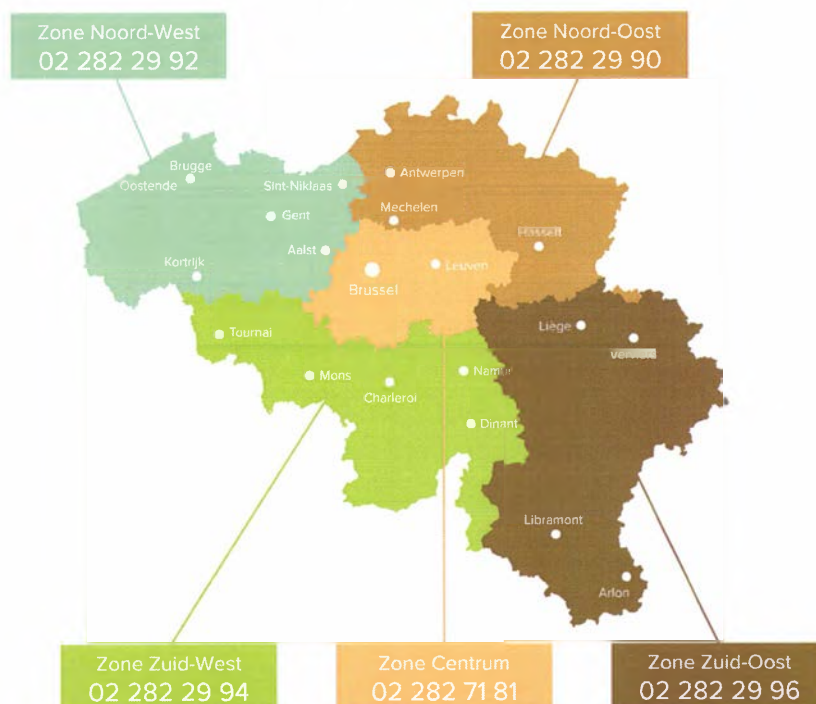 Zone Noord-West
02 282 29 92
Zone Noord-Oost
02 282 29 90
Brugge
Oostende
Sint-Niklaas
Antwerpen
Gent
Mechelen
Aalst
Hasselt
Kortrijk
Leuven
Brussel
Tournai
Liège
Mons
Namur
Charleroi
Dinant
Libramont
Arlon
Zone Zuid-West
02 282 29 94
Zone Centrum
02 282 71 81
Zone Zuid-Oost
02 282 29 96